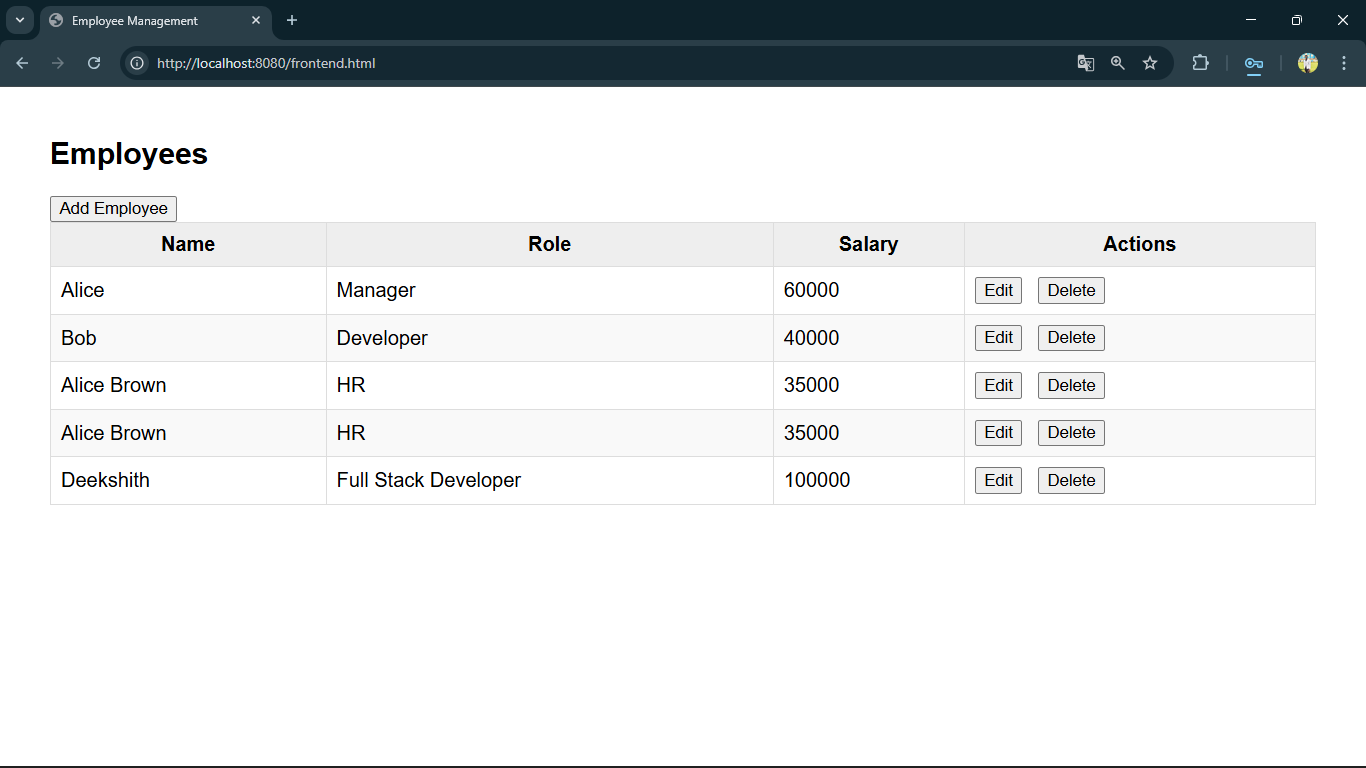 Employee Management
http://localhost:8080/frontend.html
Employees
Add Employee
Name Role Salary Actions
Alice Manager 60000 Edit Delete
Bob Developer 40000 Edit Delete
Alice Brown HR 35000 Edit Delete
Alice Brown HR 35000 Edit Delete
Deekshith Full Stack Developer 100000 Edit Delete